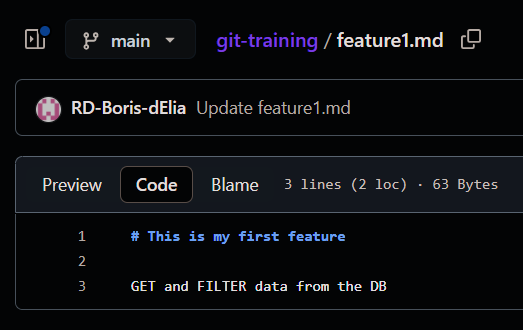 main
git-training / feature1.md
RD-Boris-dElia Update feature1.md
Preview Code Blame 3 lines (2 loc) · 63 Bytes
1 # This is my first feature
2
3 GET and FILTER data from the DB